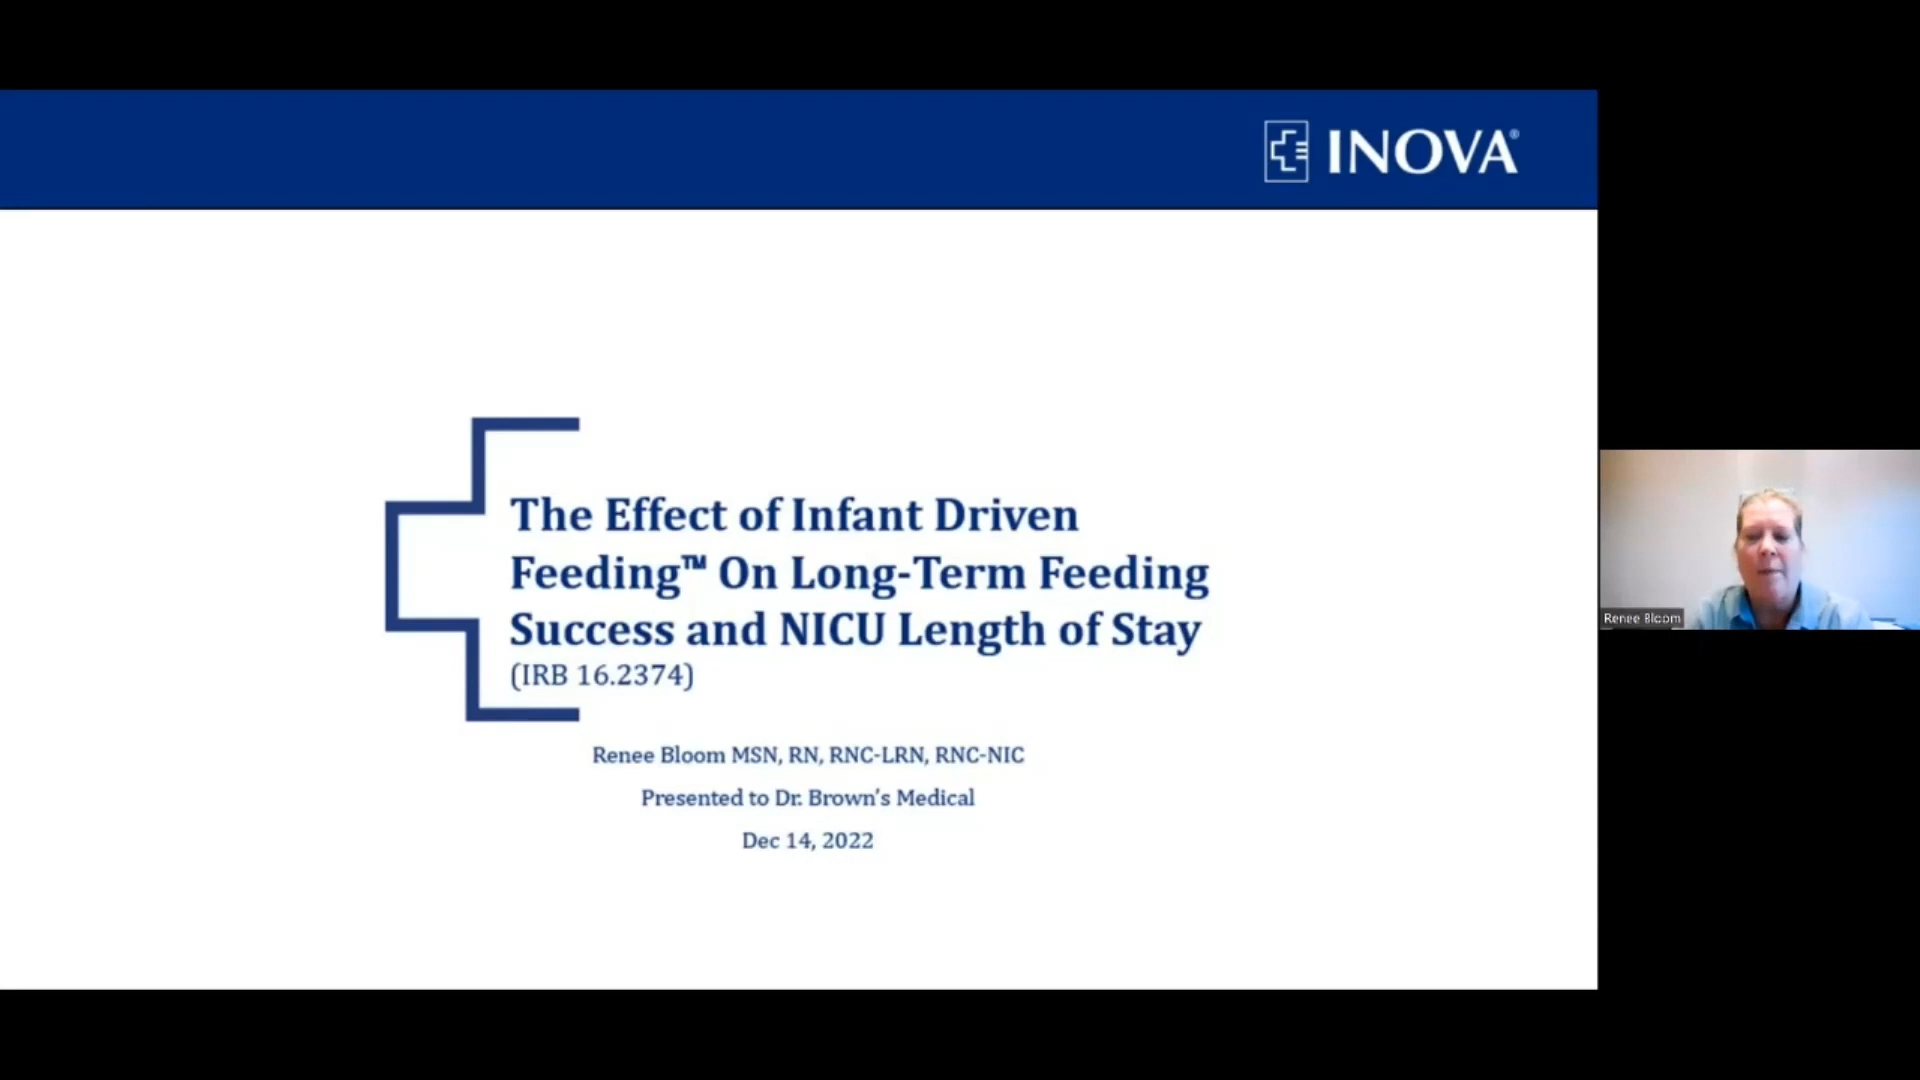 INOVA®
The Effect of Infant Driven
Feeding™ On Long-Term Feeding
Success and NICU Length of Stay
(IRB 16.2374)
Renee Bloom MSN, RN, RNC-LRN, RNC-NIC
Presented to Dr. Brown's Medical
Dec 14, 2022
Renee Bloom